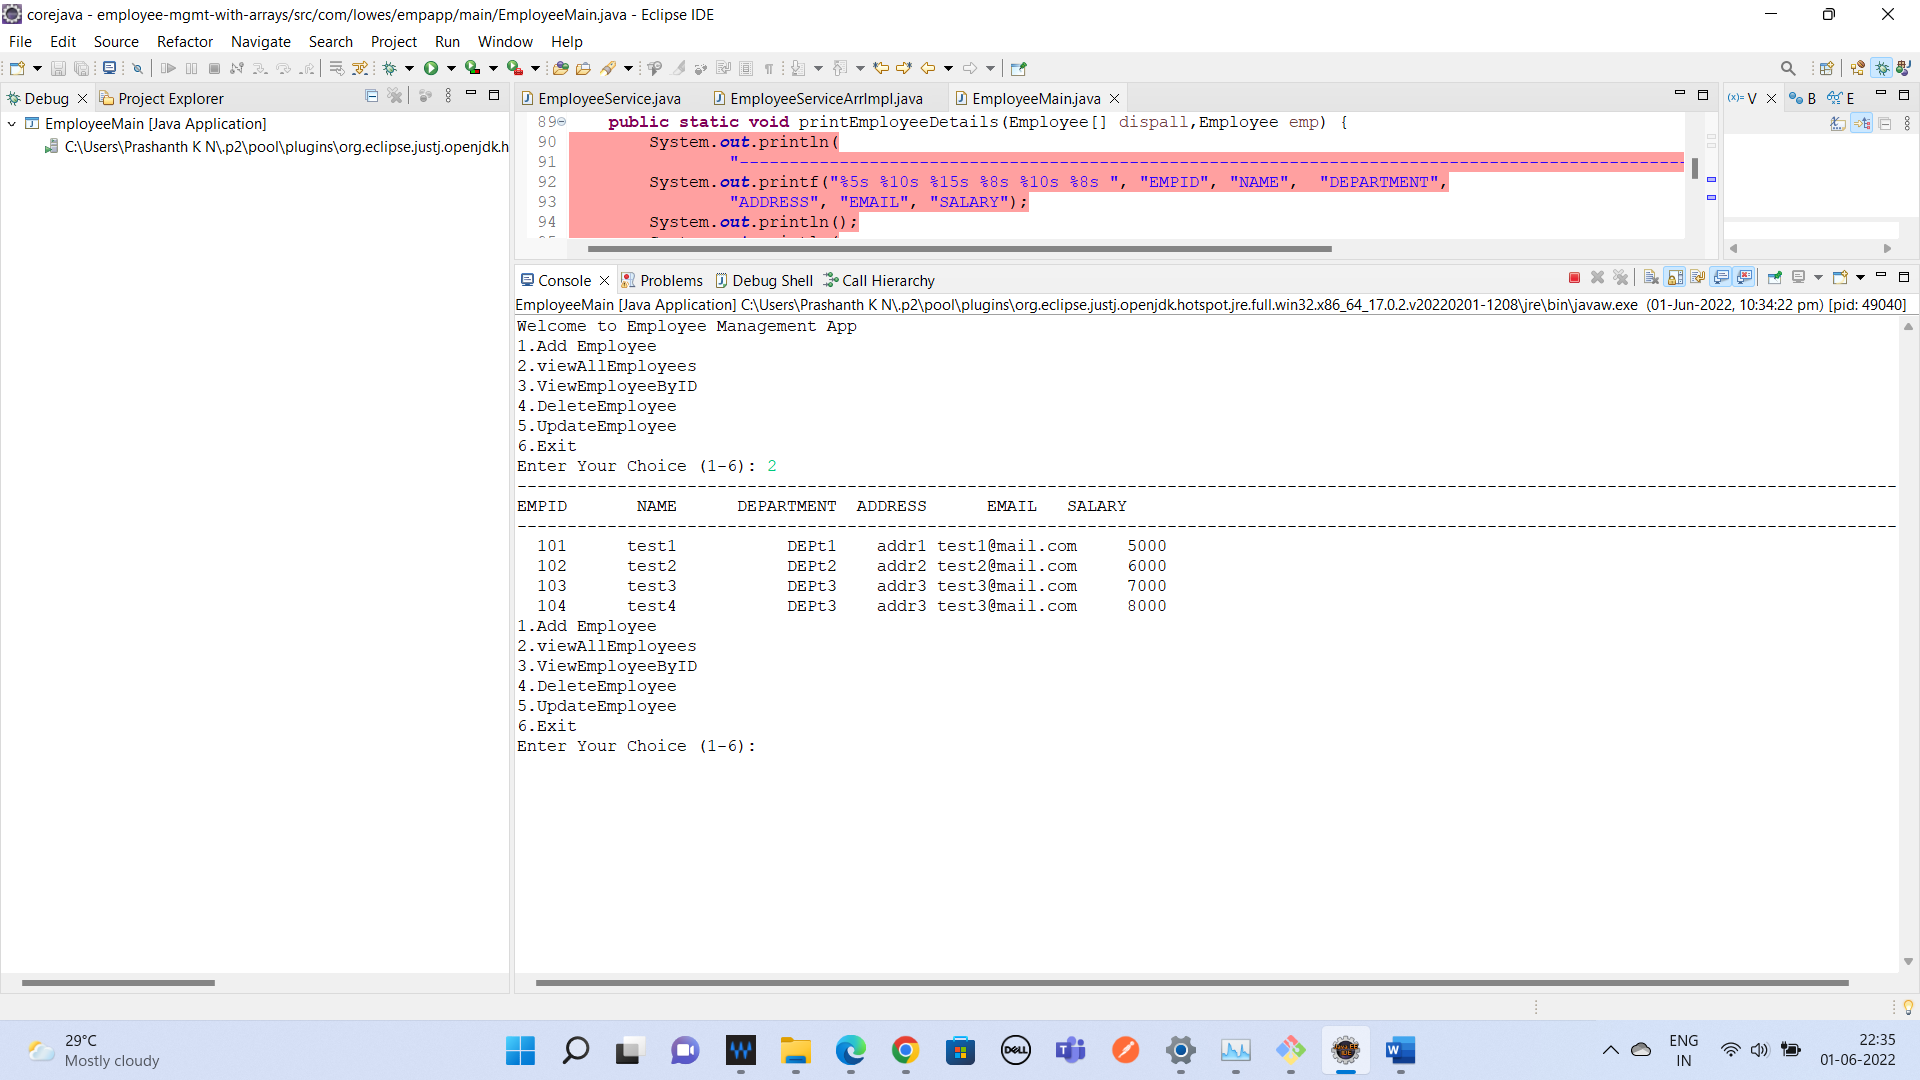 corejava - employee-mgmt-with-arrays/src/com/lowes/empapp/main/EmployeeMain.java - Eclipse IDE
File Edit Source Refactor Navigate Search Project Run Window Help
Debug Project Explorer
EmployeeMain [Java Application]
C:\Users\Prashanth K N\.p2\pool\plugins\org.eclipse.justj.openjdk.h
EmployeeService.java EmployeeServiceArrImpl.java EmployeeMain.java
(x)= V B E
89 public static void printEmployeeDetails(Employee[] dispall,Employee emp) {
90 System.out.println(
91 "-----------------------------------------------------------------------------------------------
92 System.out.printf("%5s %10s %15s %8s %10s %8s ", "EMPID", "NAME",  "DEPARTMENT",
93 "ADDRESS", "EMAIL", "SALARY");
94 System.out.println();
Console Problems Debug Shell Call Hierarchy
EmployeeMain [Java Application] C:\Users\Prashanth K N\.p2\pool\plugins\org.eclipse.justj.openjdk.hotspot.jre.full.win32.x86_64_17.0.2.v20220201-1208\jre\bin\javaw.exe (01-Jun-2022, 10:34:22 pm) [pid: 49040]
Welcome to Employee Management App
1.Add Employee
2.viewAllEmployees
3.ViewEmployeeByID
4.DeleteEmployee
5.UpdateEmployee
6.Exit
Enter Your Choice (1-6): 2
------------------------------------------------------------------------------------------------------------------------------------------
EMPID NAME DEPARTMENT ADDRESS EMAIL SALARY
------------------------------------------------------------------------------------------------------------------------------------------
101 test1 DEPt1 addr1 test1@mail.com 5000
102 test2 DEPt2 addr2 test2@mail.com 6000
103 test3 DEPt3 addr3 test3@mail.com 7000
104 test4 DEPt3 addr3 test3@mail.com 8000
1.Add Employee
2.viewAllEmployees
3.ViewEmployeeByID
4.DeleteEmployee
5.UpdateEmployee
6.Exit
Enter Your Choice (1-6):
29°C
Mostly cloudy
DELL
ENG
IN
22:35
01-06-2022